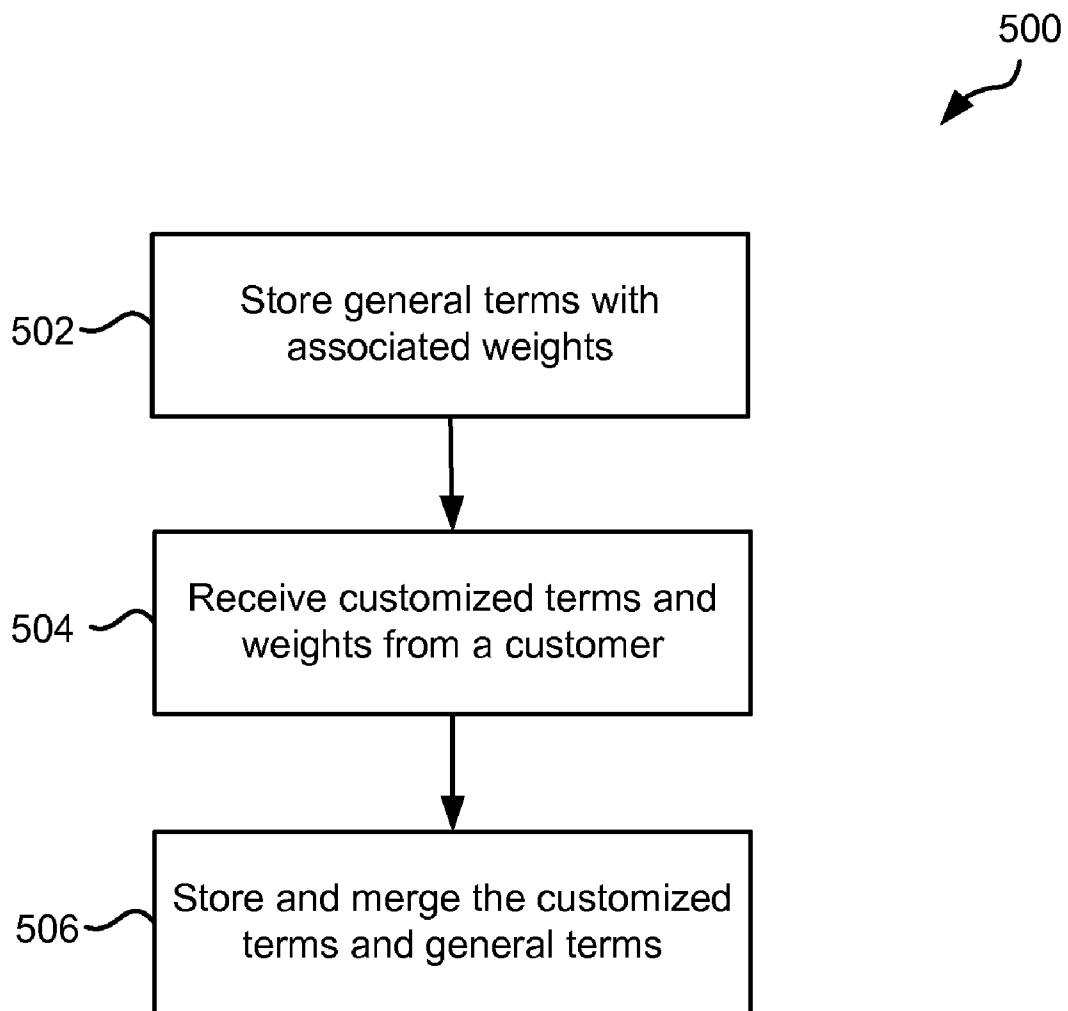 500
502
Store general terms with
associated weights
504
Receive customized terms and
weights from a customer
506
Store and merge the customized
terms and general terms